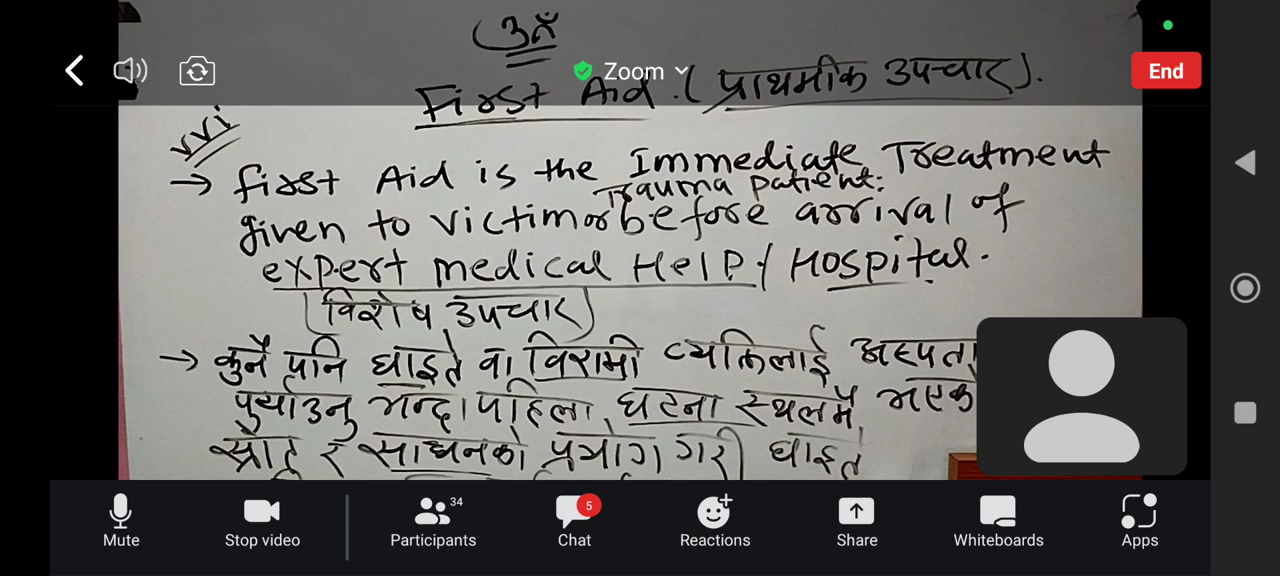 Zoom
End
First Aid. (प्राथमीक उपचार).
vvi
→ first Aid is the Immediate Treatment
Trauma patient:
given to victim or before arrival of
expert medical Help / Hospital.
(विशेष उपचार)
→ कुनै पनि घाइते वा विरामी व्यक्तिलाई अस्पता
पुर्याउनु भन्दा पहिला घटना स्थलमै भएक
स्रोत र साधनको प्रयोग गरी घाइते
34
5
Mute
Stop video
Participants
Chat
Reactions
Share
Whiteboards
Apps